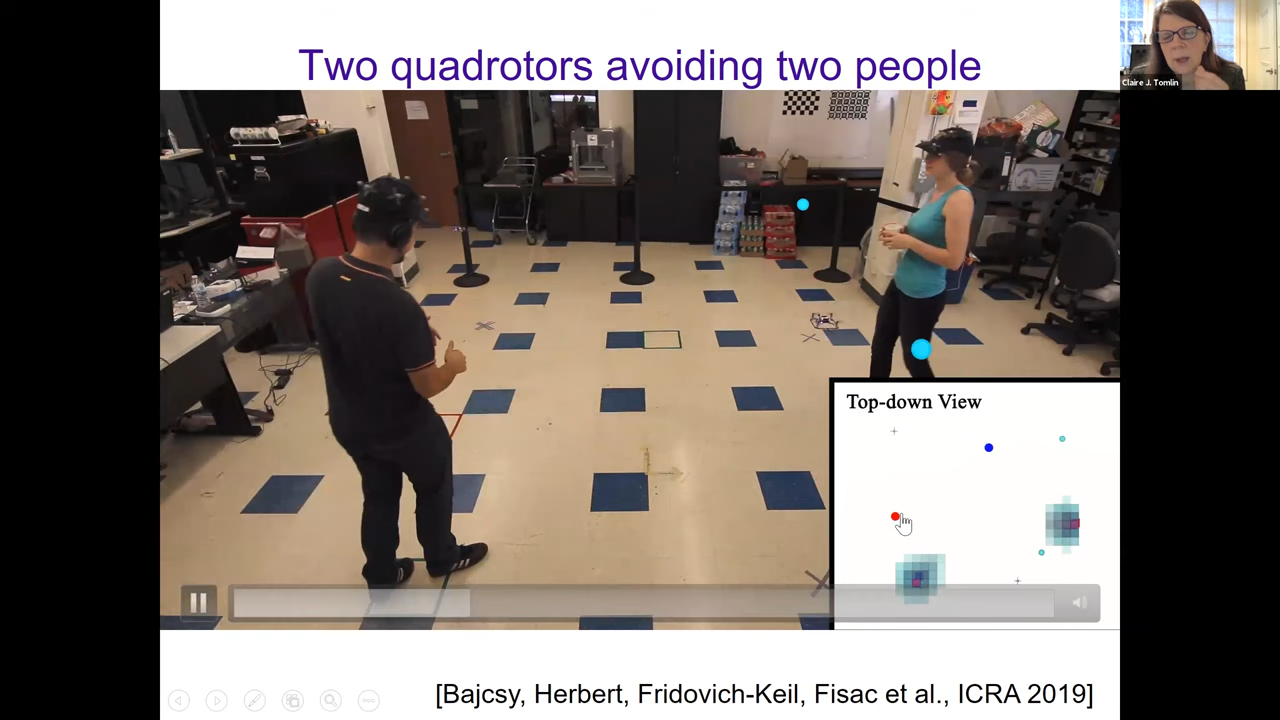 Two quadrotors avoiding two people
Claire J. Tomlin
Top-down View
[Bajcsy, Herbert, Fridovich-Keil, Fisac et al., ICRA 2019]